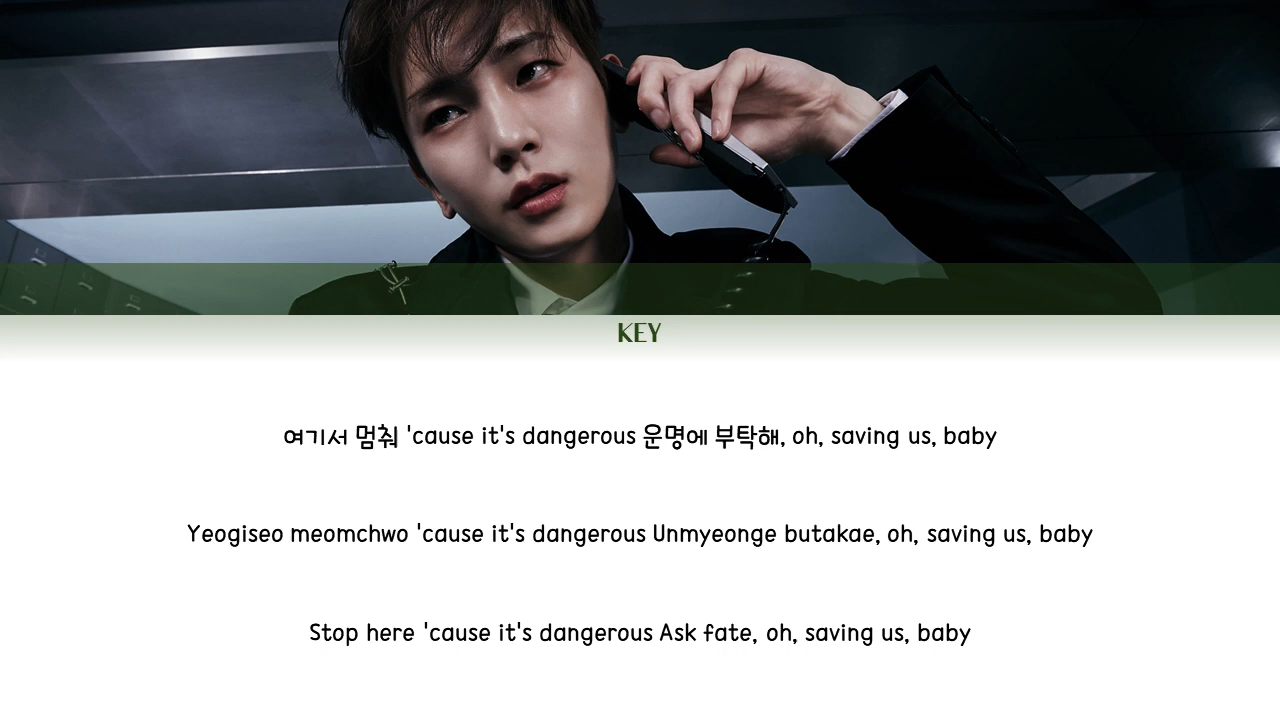 KEY
여기서 멈춰 'cause it's dangerous 운명에 부탁해, oh, saving us, baby
Yeogiseo meomchwo 'cause it's dangerous Unmyeonge butakae, oh, saving us, baby
Stop here 'cause it's dangerous Ask fate, oh, saving us, baby